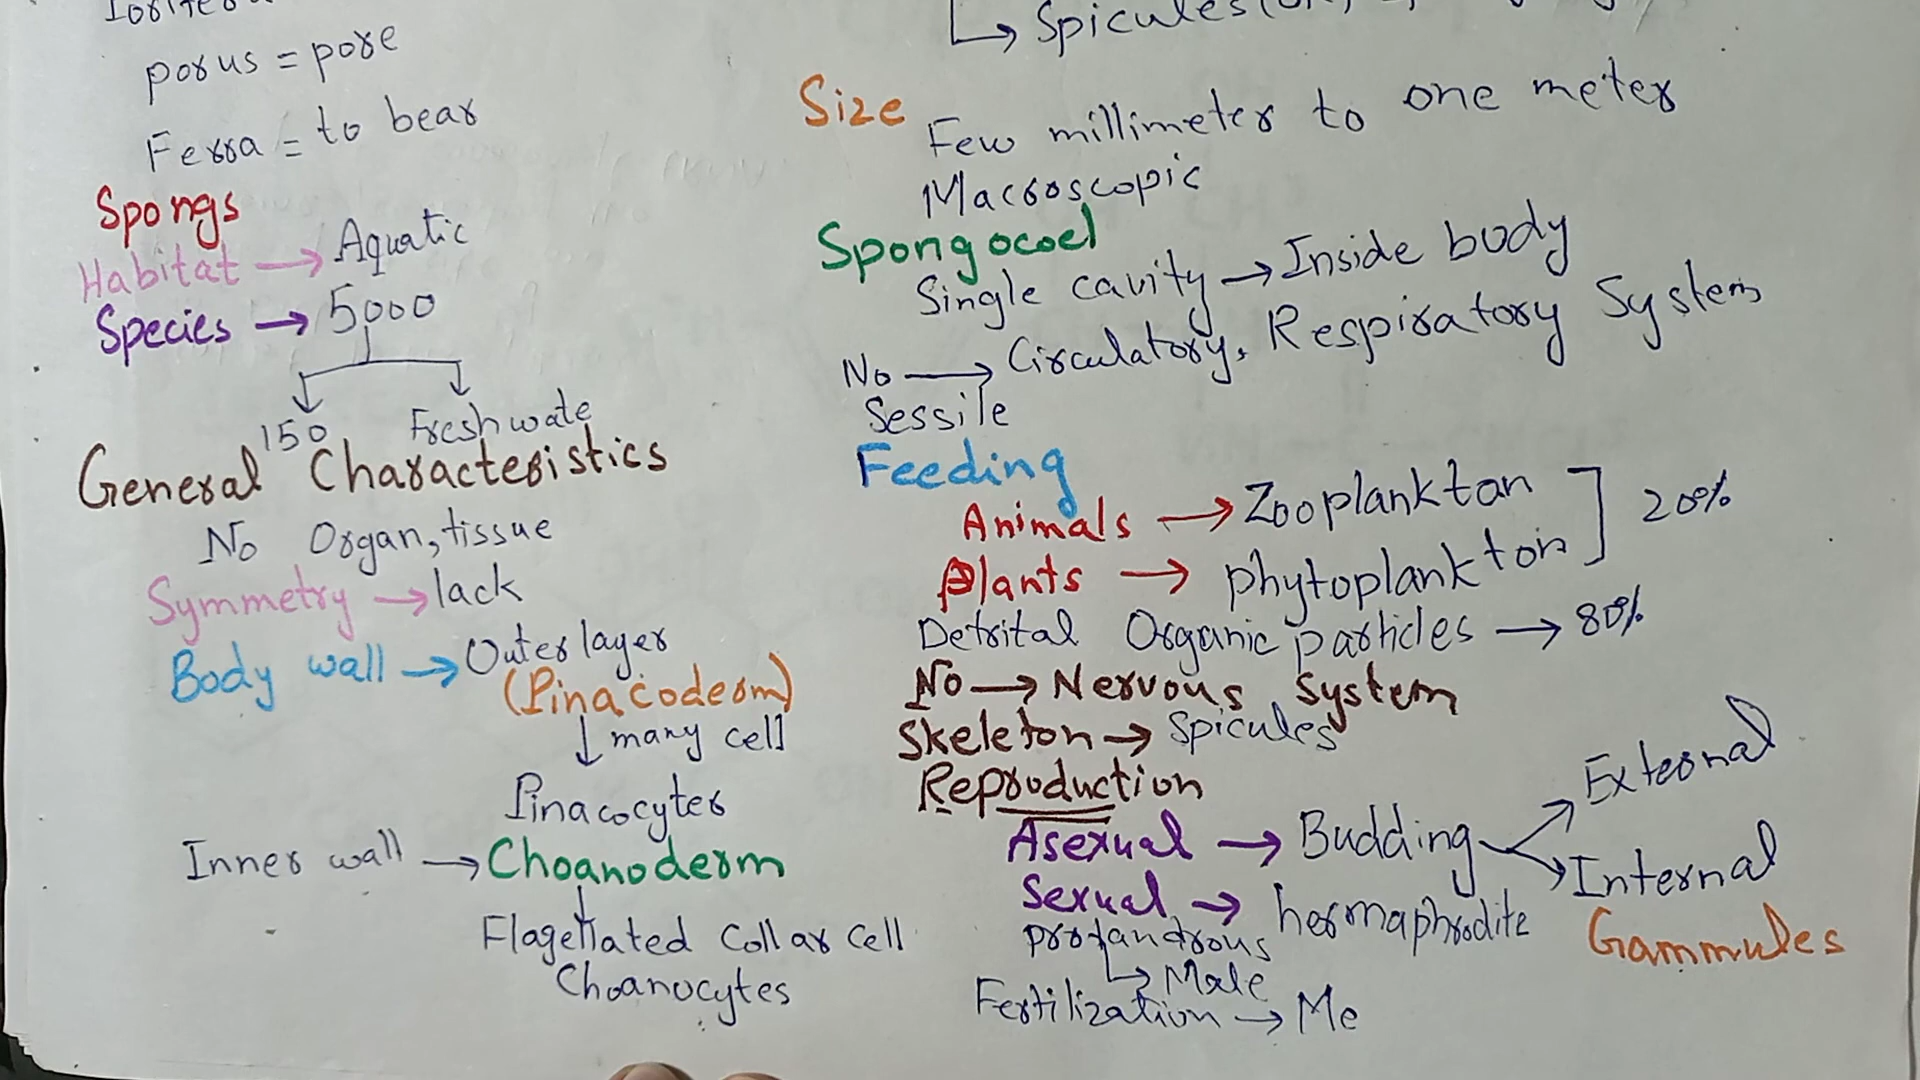 porus = pore
Ferra = to bear
Spongs
Habitat → Aquatic
Species → 5000
150 Freshwate
General Characteristics
No Organ, tissue
Symmetry → lack
Body wall → Outer layer
(Pinacoderm)
↓ many cell
Pinacocytes
Inner wall → Choanoderm
Flagellated Collar Cell
Choanocytes
↳ Spicules
Size
Few millimeter to one meter
Macroscopic
Spongocoel
Single cavity → Inside body
No → Circulatory, Respiratory System
Sessile
Feeding
Animals → Zooplanktan
Plants → phytoplankton ] 20%
Detrital Organic particles → 80%
No → Nervous System
Skeleton → Spicules
Reproduction
Asexual → Budding → External
→ Internal
Gammules
Sexual → hermaphrodite
protandrous
↳ Male
Fertilization → Me